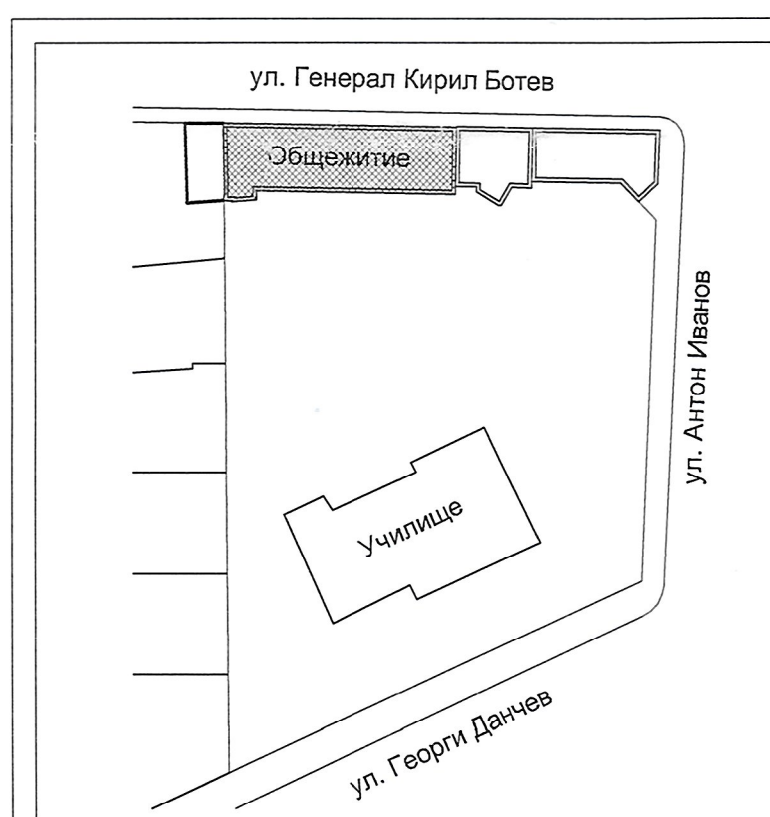 ул. Генерал Кирил Ботев
Общежитие
ул. Антон Иванов
Училище
ул. Георги Данчев